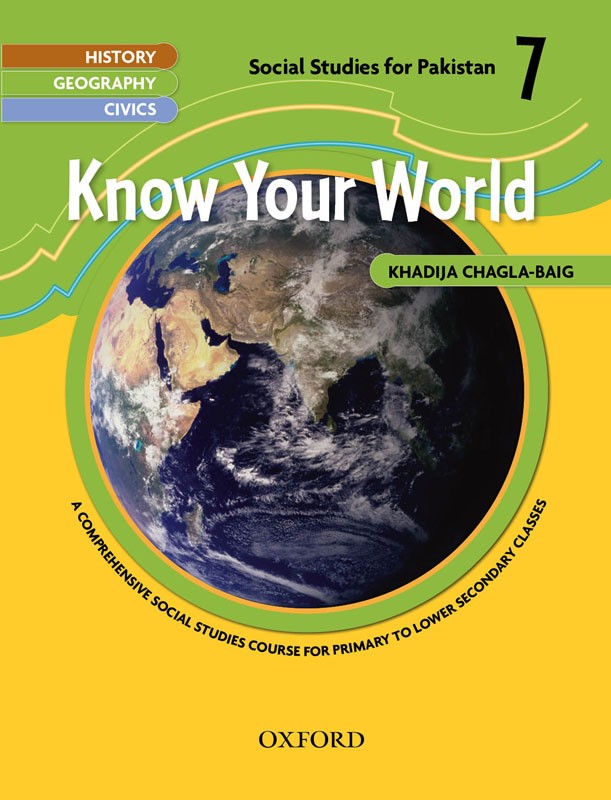 HISTORY
GEOGRAPHY
CIVICS
Social Studies for Pakistan 7
Know Your World
KHADIJA CHAGLA-BAIG
A COMPREHENSIVE SOCIAL STUDIES COURSE FOR PRIMARY TO LOWER SECONDARY CLASSES
OXFORD